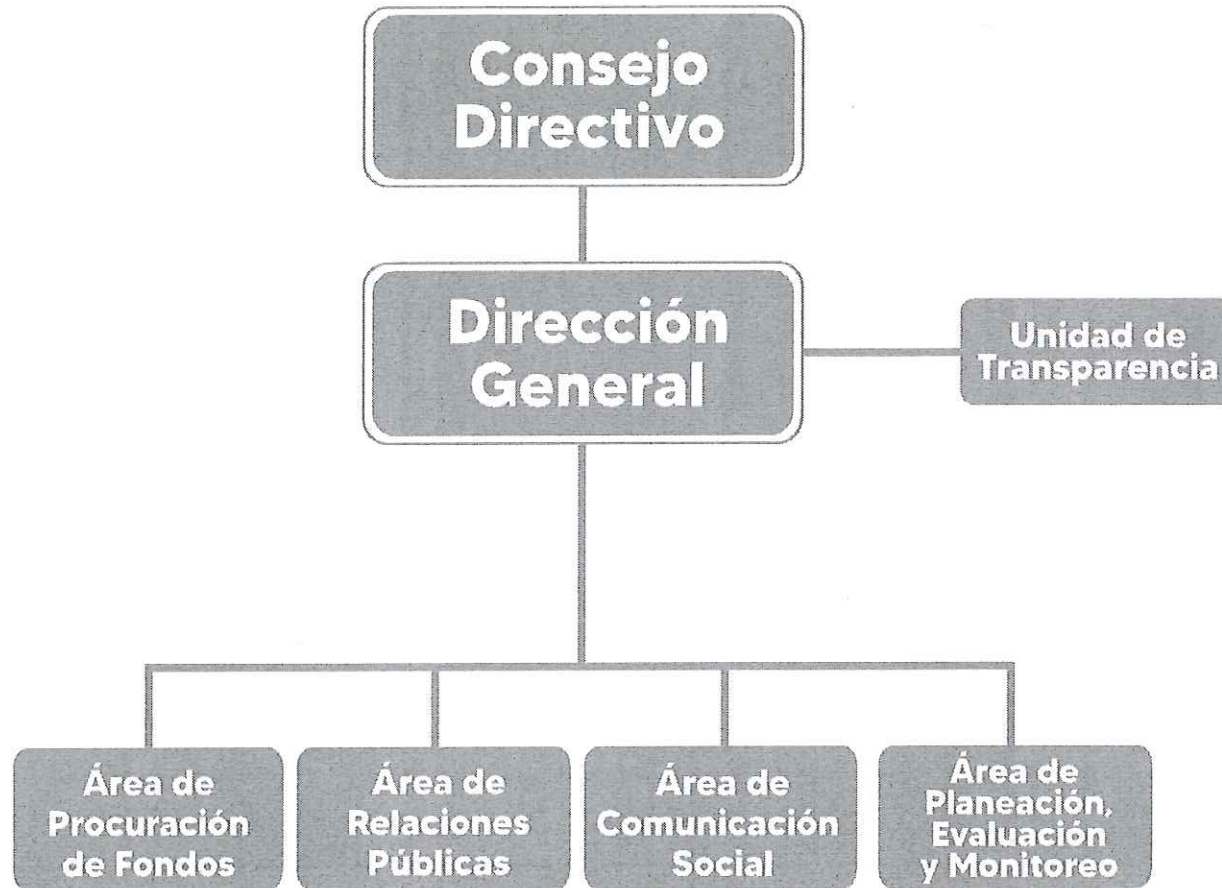 Consejo
Directivo
Dirección
General
Unidad de
Transparencia
Área de
Procuración
de Fondos
Área de
Relaciones
Públicas
Área de
Comunicación
Social
Área de
Planeación,
Evaluación
y Monitoreo